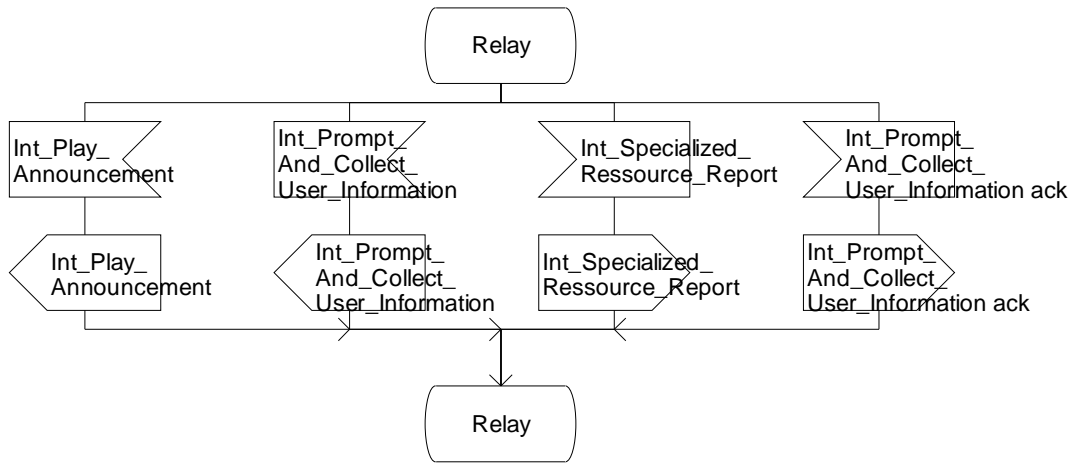 Relay
Int_Play_
Announcement
Int_Prompt_
And_Collect_
User_Information
Int_Specialized_
Ressource_Report
Int_Prompt_
And_Collect_
User_Information ack
Int_Play_
Announcement
Int_Prompt_
And_Collect_
User_Information
Int_Specialized_
Ressource_Report
Int_Prompt_
And_Collect_
User_Information ack
Relay